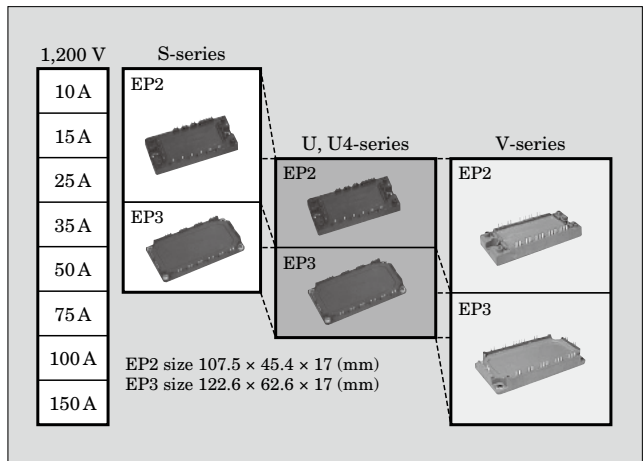 1,200 V
10 A
15 A
25 A
35 A
50 A
75 A
100 A
150 A
S-series
EP2
EP3
U, U4-series
EP2
EP3
V-series
EP2
EP3
EP2 size 107.5 × 45.4 × 17 (mm)
EP3 size 122.6 × 62.6 × 17 (mm)